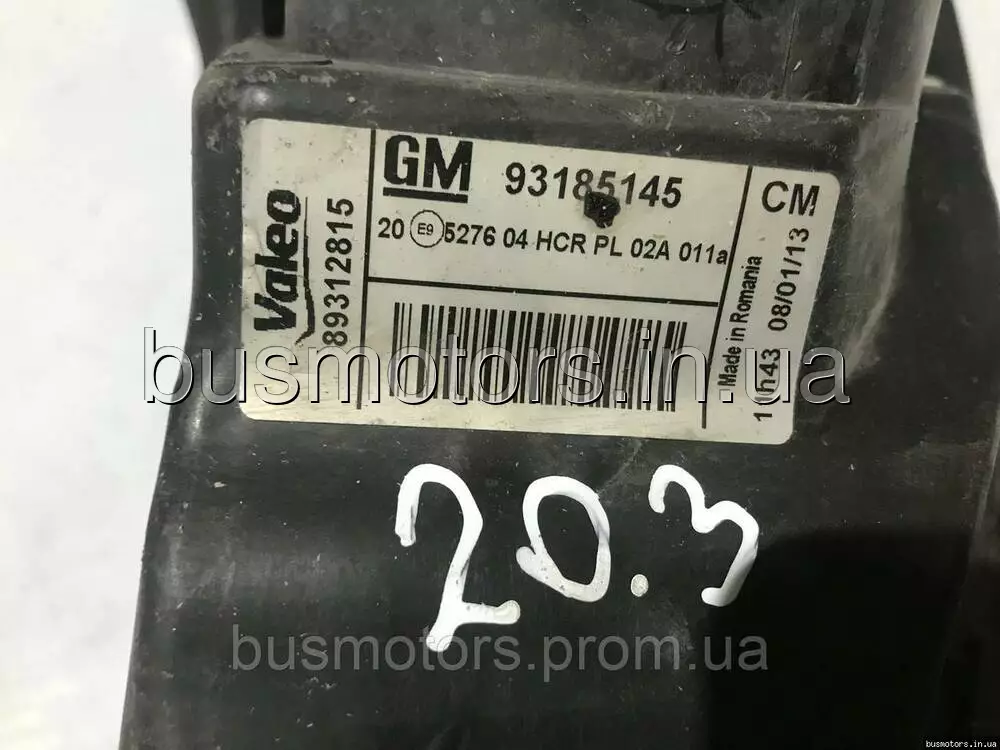 GM 93185145
20 E9 5276 04 HCR PL 02A 011a
Valeo
89312815
CM
Made in Romania
08/01/13
busmotors.in.ua
20.3
busmotors.prom.ua
busmotors.in.ua